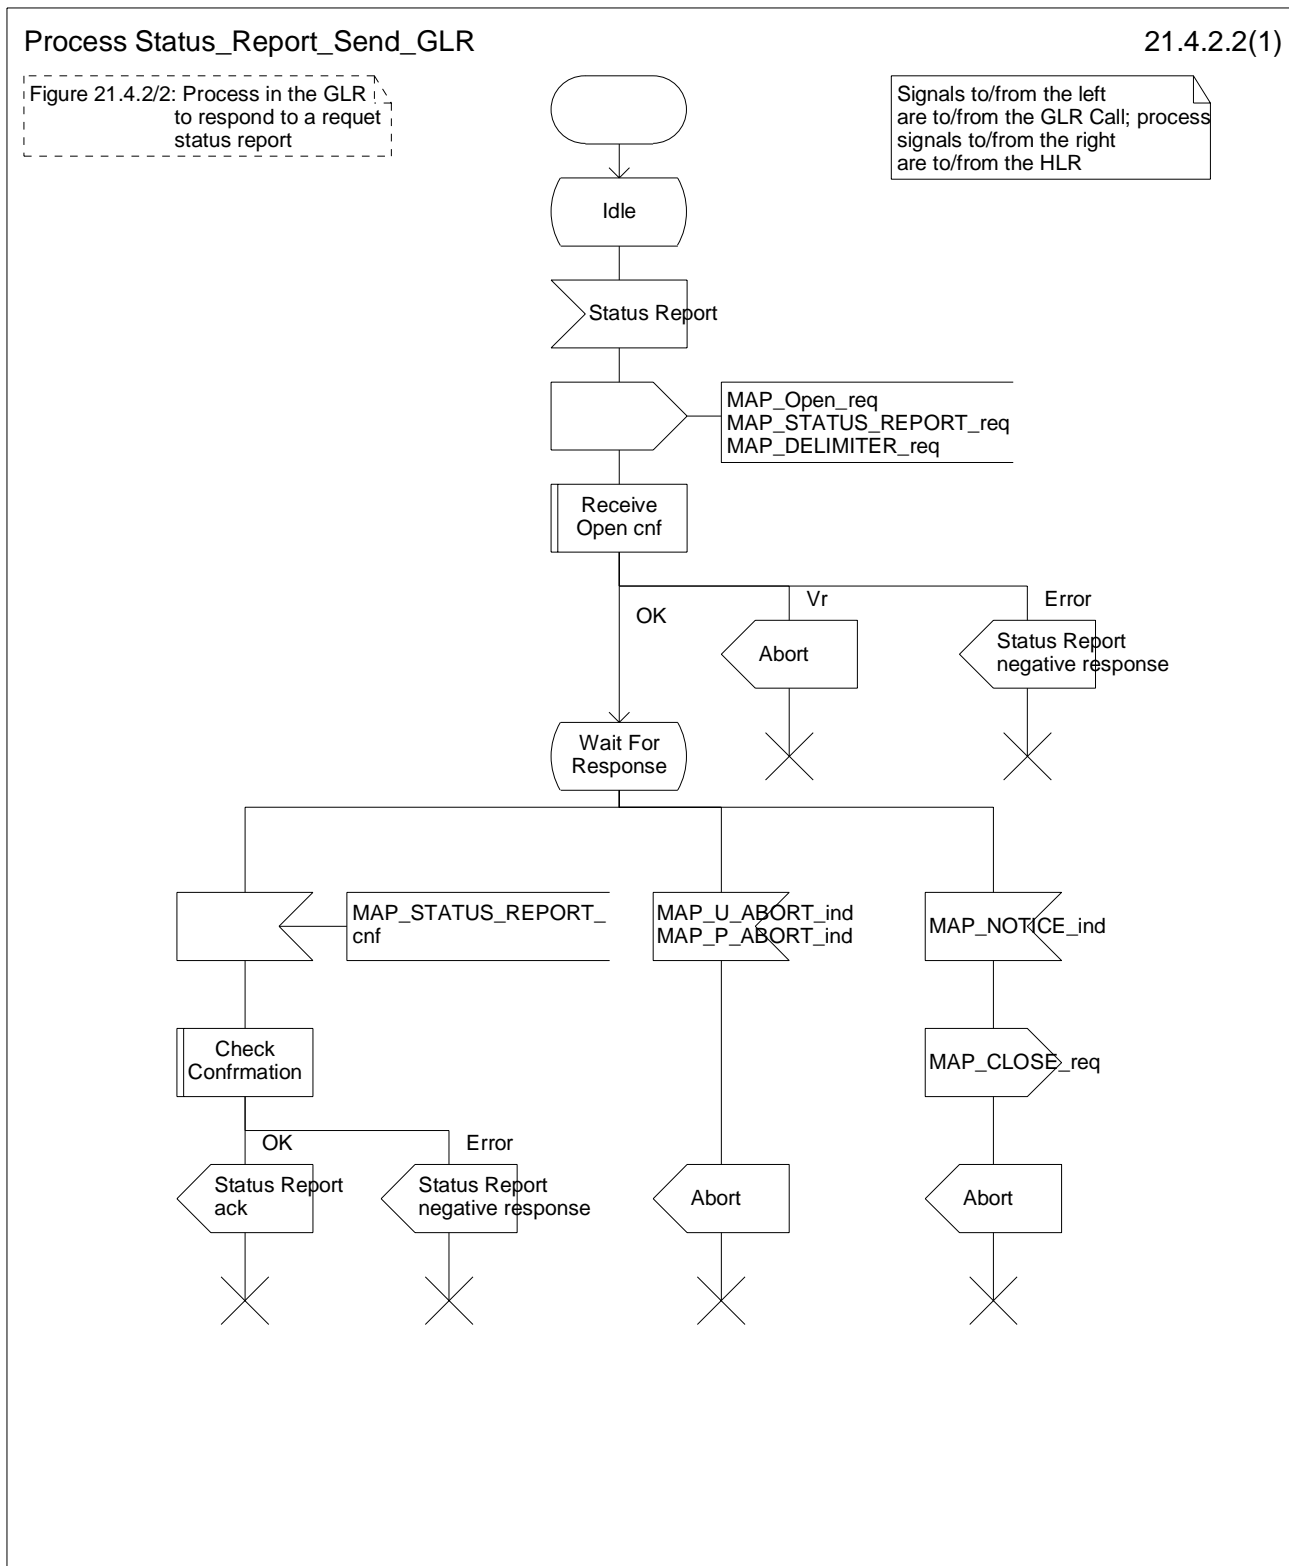 Process Status_Report_Send_GLR
21.4.2.2(1)
Figure 21.4.2/2: Process in the GLR
to respond to a requet
status report
Signals to/from the left
are to/from the GLR Call; process
signals to/from the right
are to/from the HLR
Idle
Status Report
MAP_Open_req
MAP_STATUS_REPORT_req
MAP_DELIMITER_req
Receive
Open cnf
OK
Vr
Error
Abort
Status Report
negative response
Wait For
Response
MAP_STATUS_REPORT_
cnf
MAP_U_ABORT_ind
MAP_P_ABORT_ind
MAP_NOTICE_ind
Check
Confrmation
MAP_CLOSE_req
OK
Error
Status Report
ack
Status Report
negative response
Abort
Abort